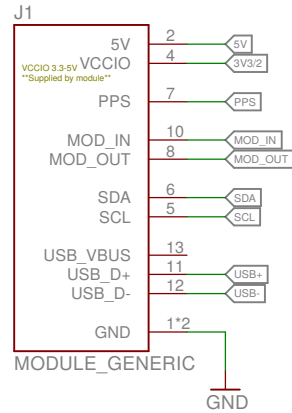 J1
5V 2 5V
VCCIO 4 3V3/2
VCCIO 3.3-5V
**Supplied by module**
PPS 7 PPS
MOD_IN 10 MOD_IN
MOD_OUT 8 MOD_OUT
SDA 6 SDA
SCL 5 SCL
USB_VBUS 13
USB_D+ 11 USB+
USB_D- 12 USB-
GND 1*2
MODULE_GENERIC
GND